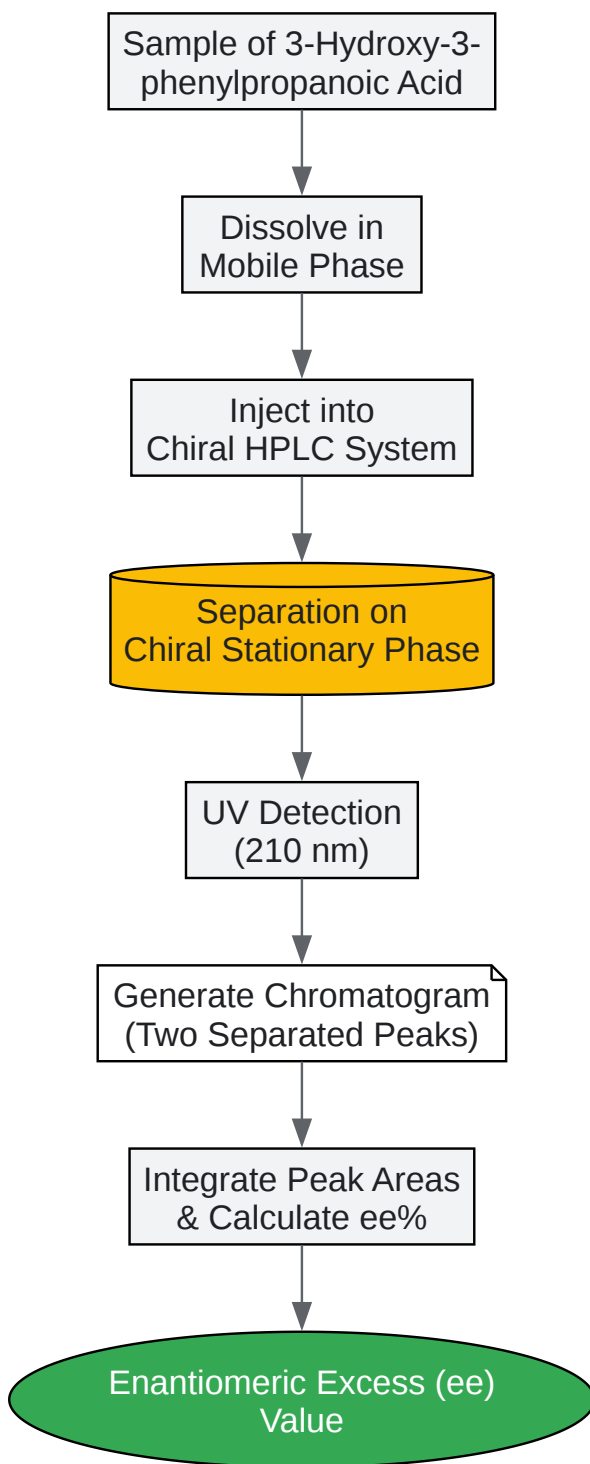 Sample of 3-Hydroxy-3-
phenylpropanoic Acid
Dissolve in
Mobile Phase
Inject into
Chiral HPLC System
Separation on
Chiral Stationary Phase
UV Detection
(210 nm)
Generate Chromatogram
(Two Separated Peaks)
Integrate Peak Areas
& Calculate ee%
Enantiomeric Excess (ee)
Value